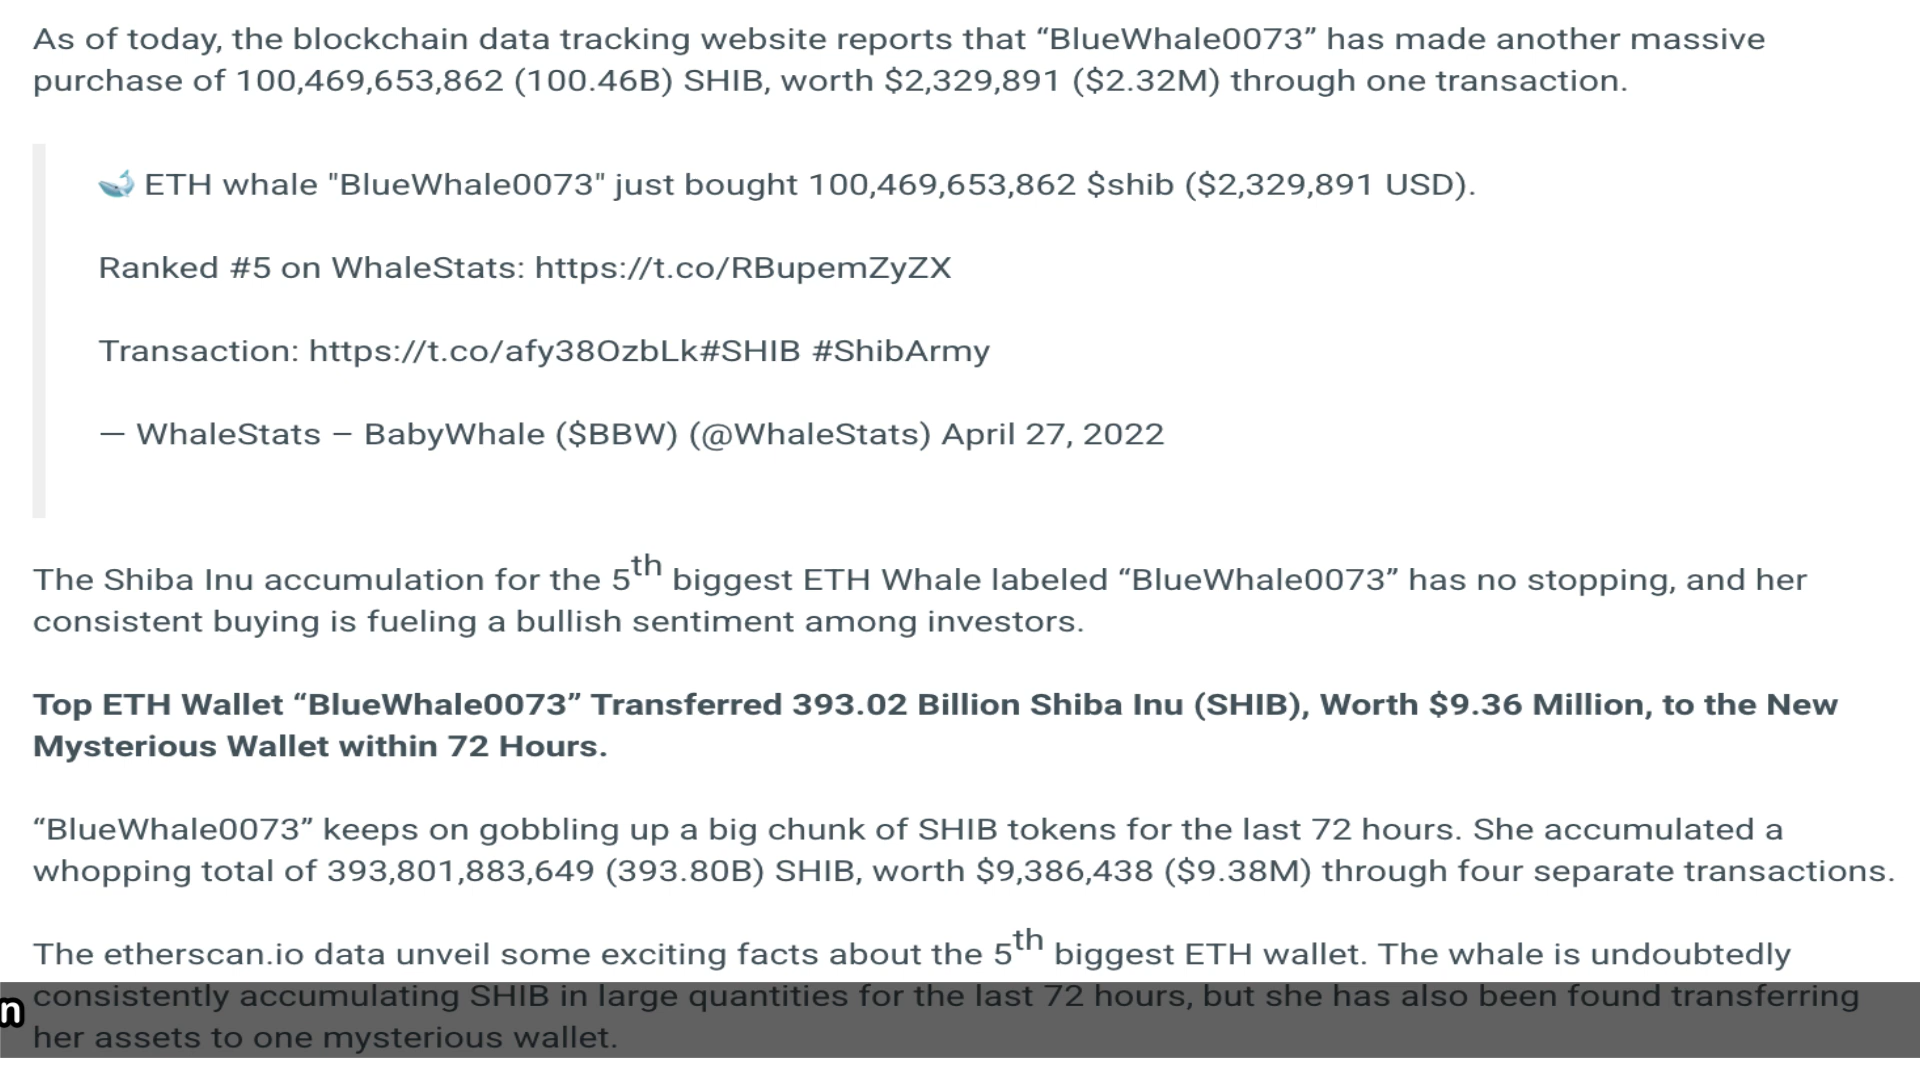 As of today, the blockchain data tracking website reports that “BlueWhale0073” has made another massive
purchase of 100,469,653,862 (100.46B) SHIB, worth $2,329,891 ($2.32M) through one transaction.
🐋 ETH whale "BlueWhale0073" just bought 100,469,653,862 $shib ($2,329,891 USD).
Ranked #5 on WhaleStats: https://t.co/RBupemZyZX
Transaction: https://t.co/afy38OzbLk#SHIB #ShibArmy
— WhaleStats – BabyWhale ($BBW) (@WhaleStats) April 27, 2022
The Shiba Inu accumulation for the 5th biggest ETH Whale labeled “BlueWhale0073” has no stopping, and her
consistent buying is fueling a bullish sentiment among investors.
Top ETH Wallet “BlueWhale0073” Transferred 393.02 Billion Shiba Inu (SHIB), Worth $9.36 Million, to the New
Mysterious Wallet within 72 Hours.
“BlueWhale0073” keeps on gobbling up a big chunk of SHIB tokens for the last 72 hours. She accumulated a
whopping total of 393,801,883,649 (393.80B) SHIB, worth $9,386,438 ($9.38M) through four separate transactions.
The etherscan.io data unveil some exciting facts about the 5th biggest ETH wallet. The whale is undoubtedly
consistently accumulating SHIB in large quantities for the last 72 hours, but she has also been found transferring
n
her assets to one mysterious wallet.